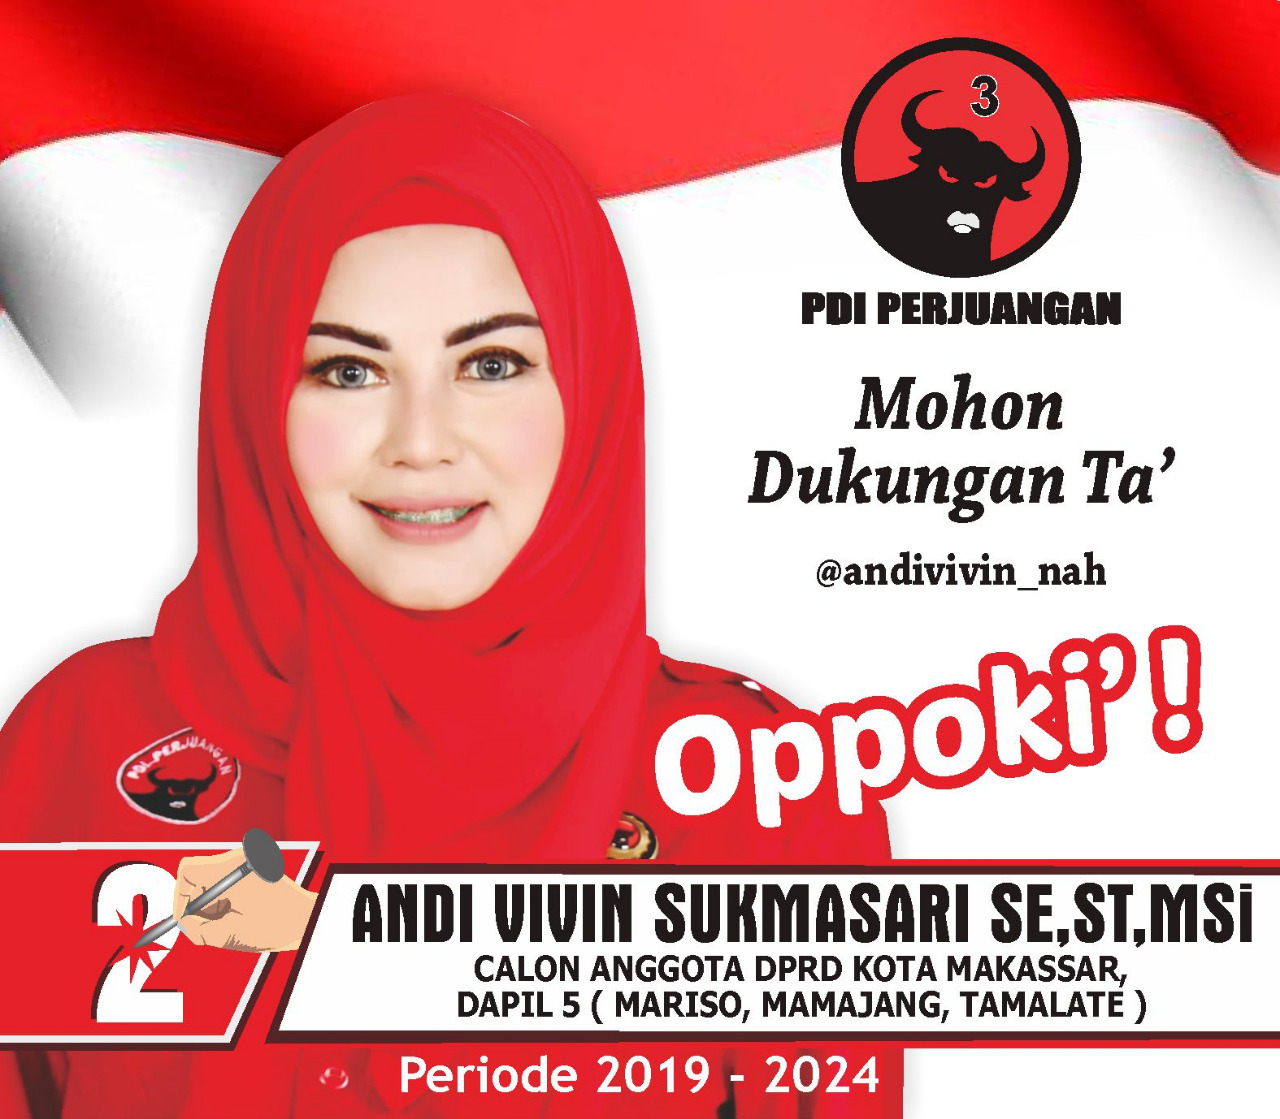 3
PDI PERJUANGAN
Mohon
Dukungan Ta’
@andivivin_nah
Oppoki’!
PDI PERJUANGAN
2
ANDI VIVIN SUKMASARI SE,ST,MSi
CALON ANGGOTA DPRD KOTA MAKASSAR,
DAPIL 5 ( MARISO, MAMAJANG, TAMALATE )
Periode 2019 - 2024